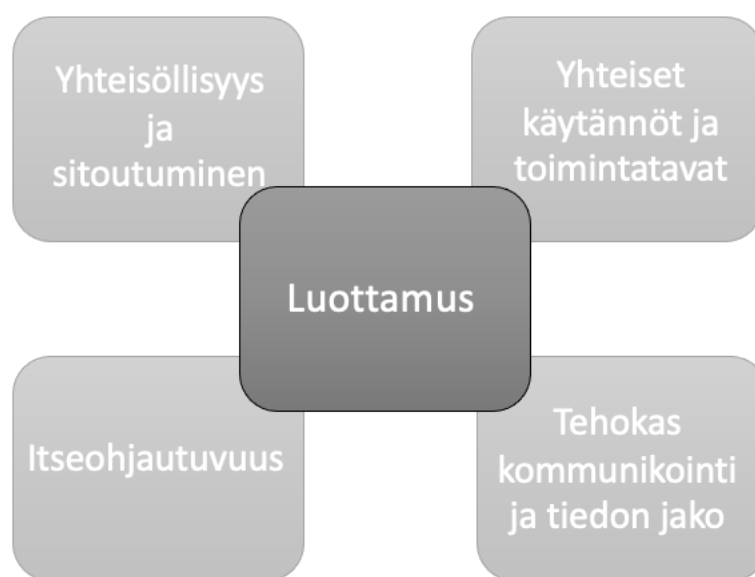 Yhteisöllisyys
ja
sitoutuminen
Yhteiset
käytännöt ja
toimintatavat
Luottamus
Itseohjautuvuus
Tehokas
kommunikointi
ja tiedon jako